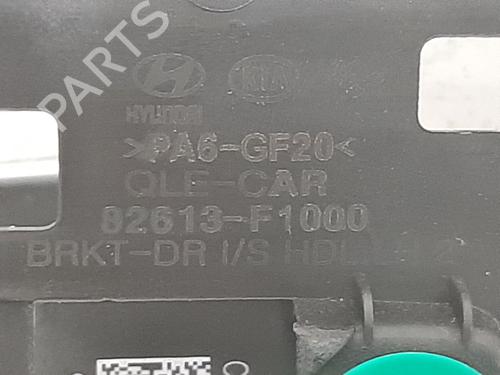 HYUNDAI KIA
>PA6-GF20<
QLE-CAR
82613-F1000
BRKT-DR I/S HDL
B-PARTS